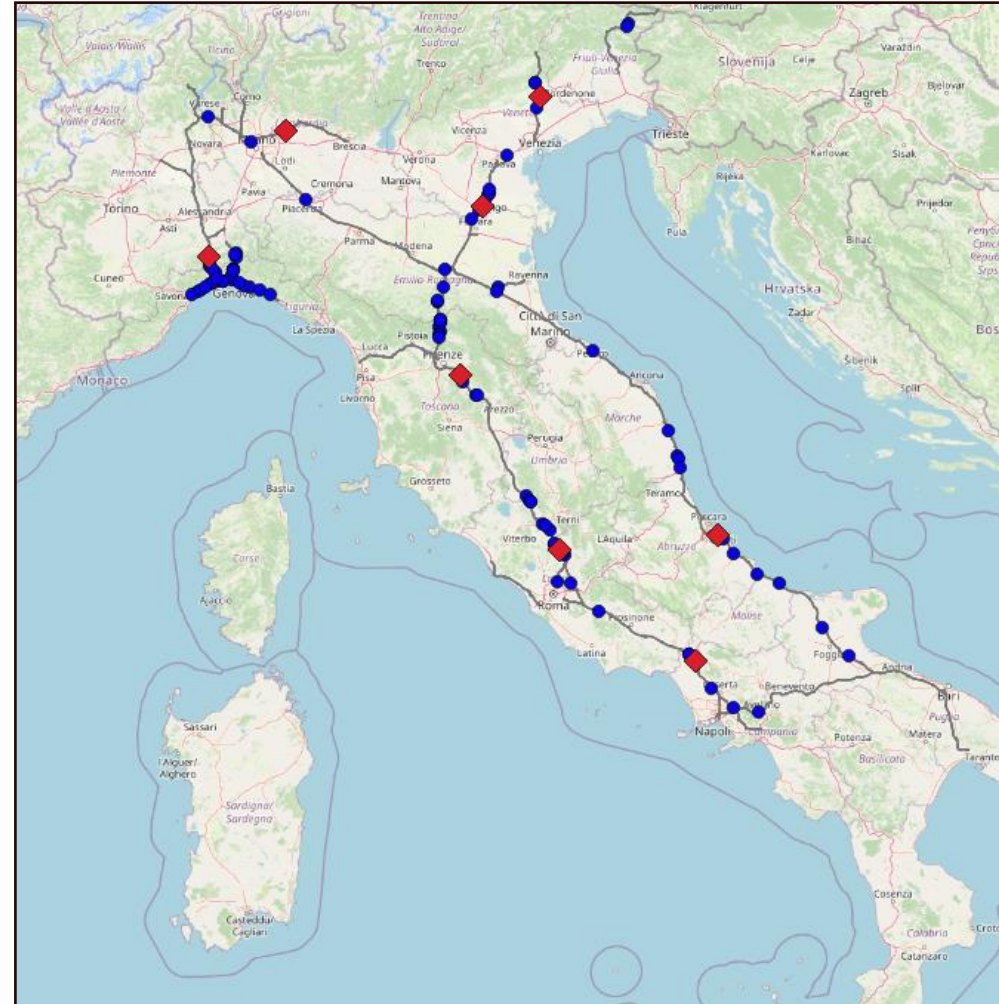 Grigioni
Trentino
Alto Adige/
Südtirol
Klagenfurt
Valais/Wallis
Ticino
Trento
Friuli-Venezia
Giulia
Slovenija
Celje
Varaždin
Bjelovar
Valle d'Aosta /
Vallée d'Aoste
Varese
Como
Zagreb
Vicenza
Trieste
Novara
Milano
Brescia
Verona
Padova
Venezia
Karlovac
Sisak
Lodi
Piemonte
Torino
Pavia
Cremona
Mantova
Rijeka
Prijedor
Alessandria
Asti
Piacenza
Ferrara
Pula
Parma
Modena
Bihać
Cuneo
Emilia-Romagna
Ravenna
Savona
Genova
Liguria
Hrvatska
Zadar
La Spezia
Città di San
Marino
Pistoia
Lucca
Firenze
Pesaro
Šibenik
Monaco
Pisa
Livorno
Ancona
Split
Toscana
Arezzo
Siena
Marche
Perugia
Umbria
Grosseto
Bastia
Teramo
Terni
Pescara
Viterbo
L'Aquila
Abruzzo
Corse
Ajaccio
Roma
Frosinone
Molise
Latina
Foggia
Andria
Caserta
Benevento
Bari
Sassari
Napoli
Avellino
Campania
Puglia
Potenza
Matera
Taranto
Basilicata
l'Alguer/
Alghero
Sardigna/
Sardegna
Cosenza
Casteddu/
Cagliari
Calabria
Catanzaro